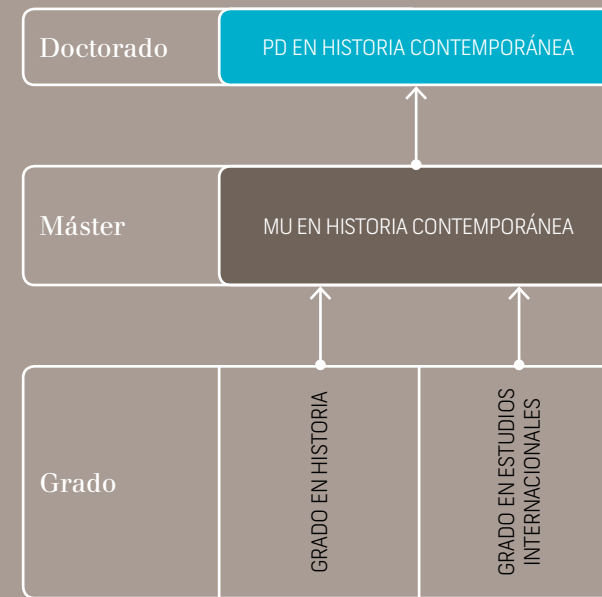 Doctorado
PD EN HISTORIA CONTEMPORÁNEA
Máster
MU EN HISTORIA CONTEMPORÁNEA
Grado
GRADO EN HISTORIA
GRADO EN ESTUDIOS
INTERNACIONALES